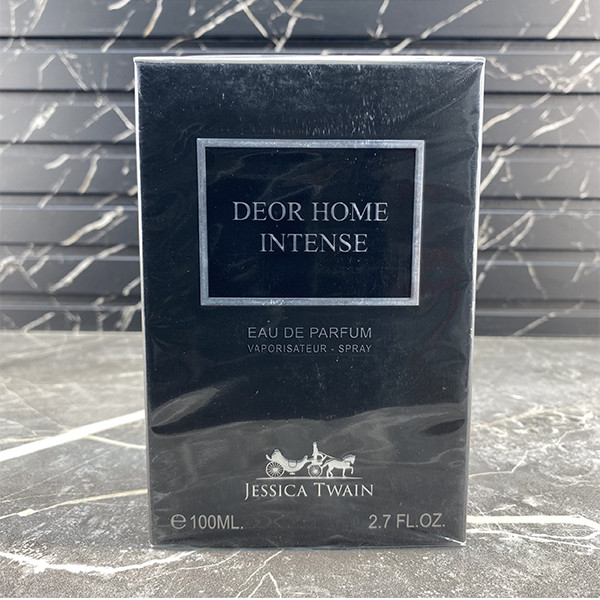 DEOR HOME
INTENSE
EAU DE PARFUM
VAPORISATEUR - SPRAY
JESSICA TWAIN
℮ 100ML. 2.7 FL.OZ.